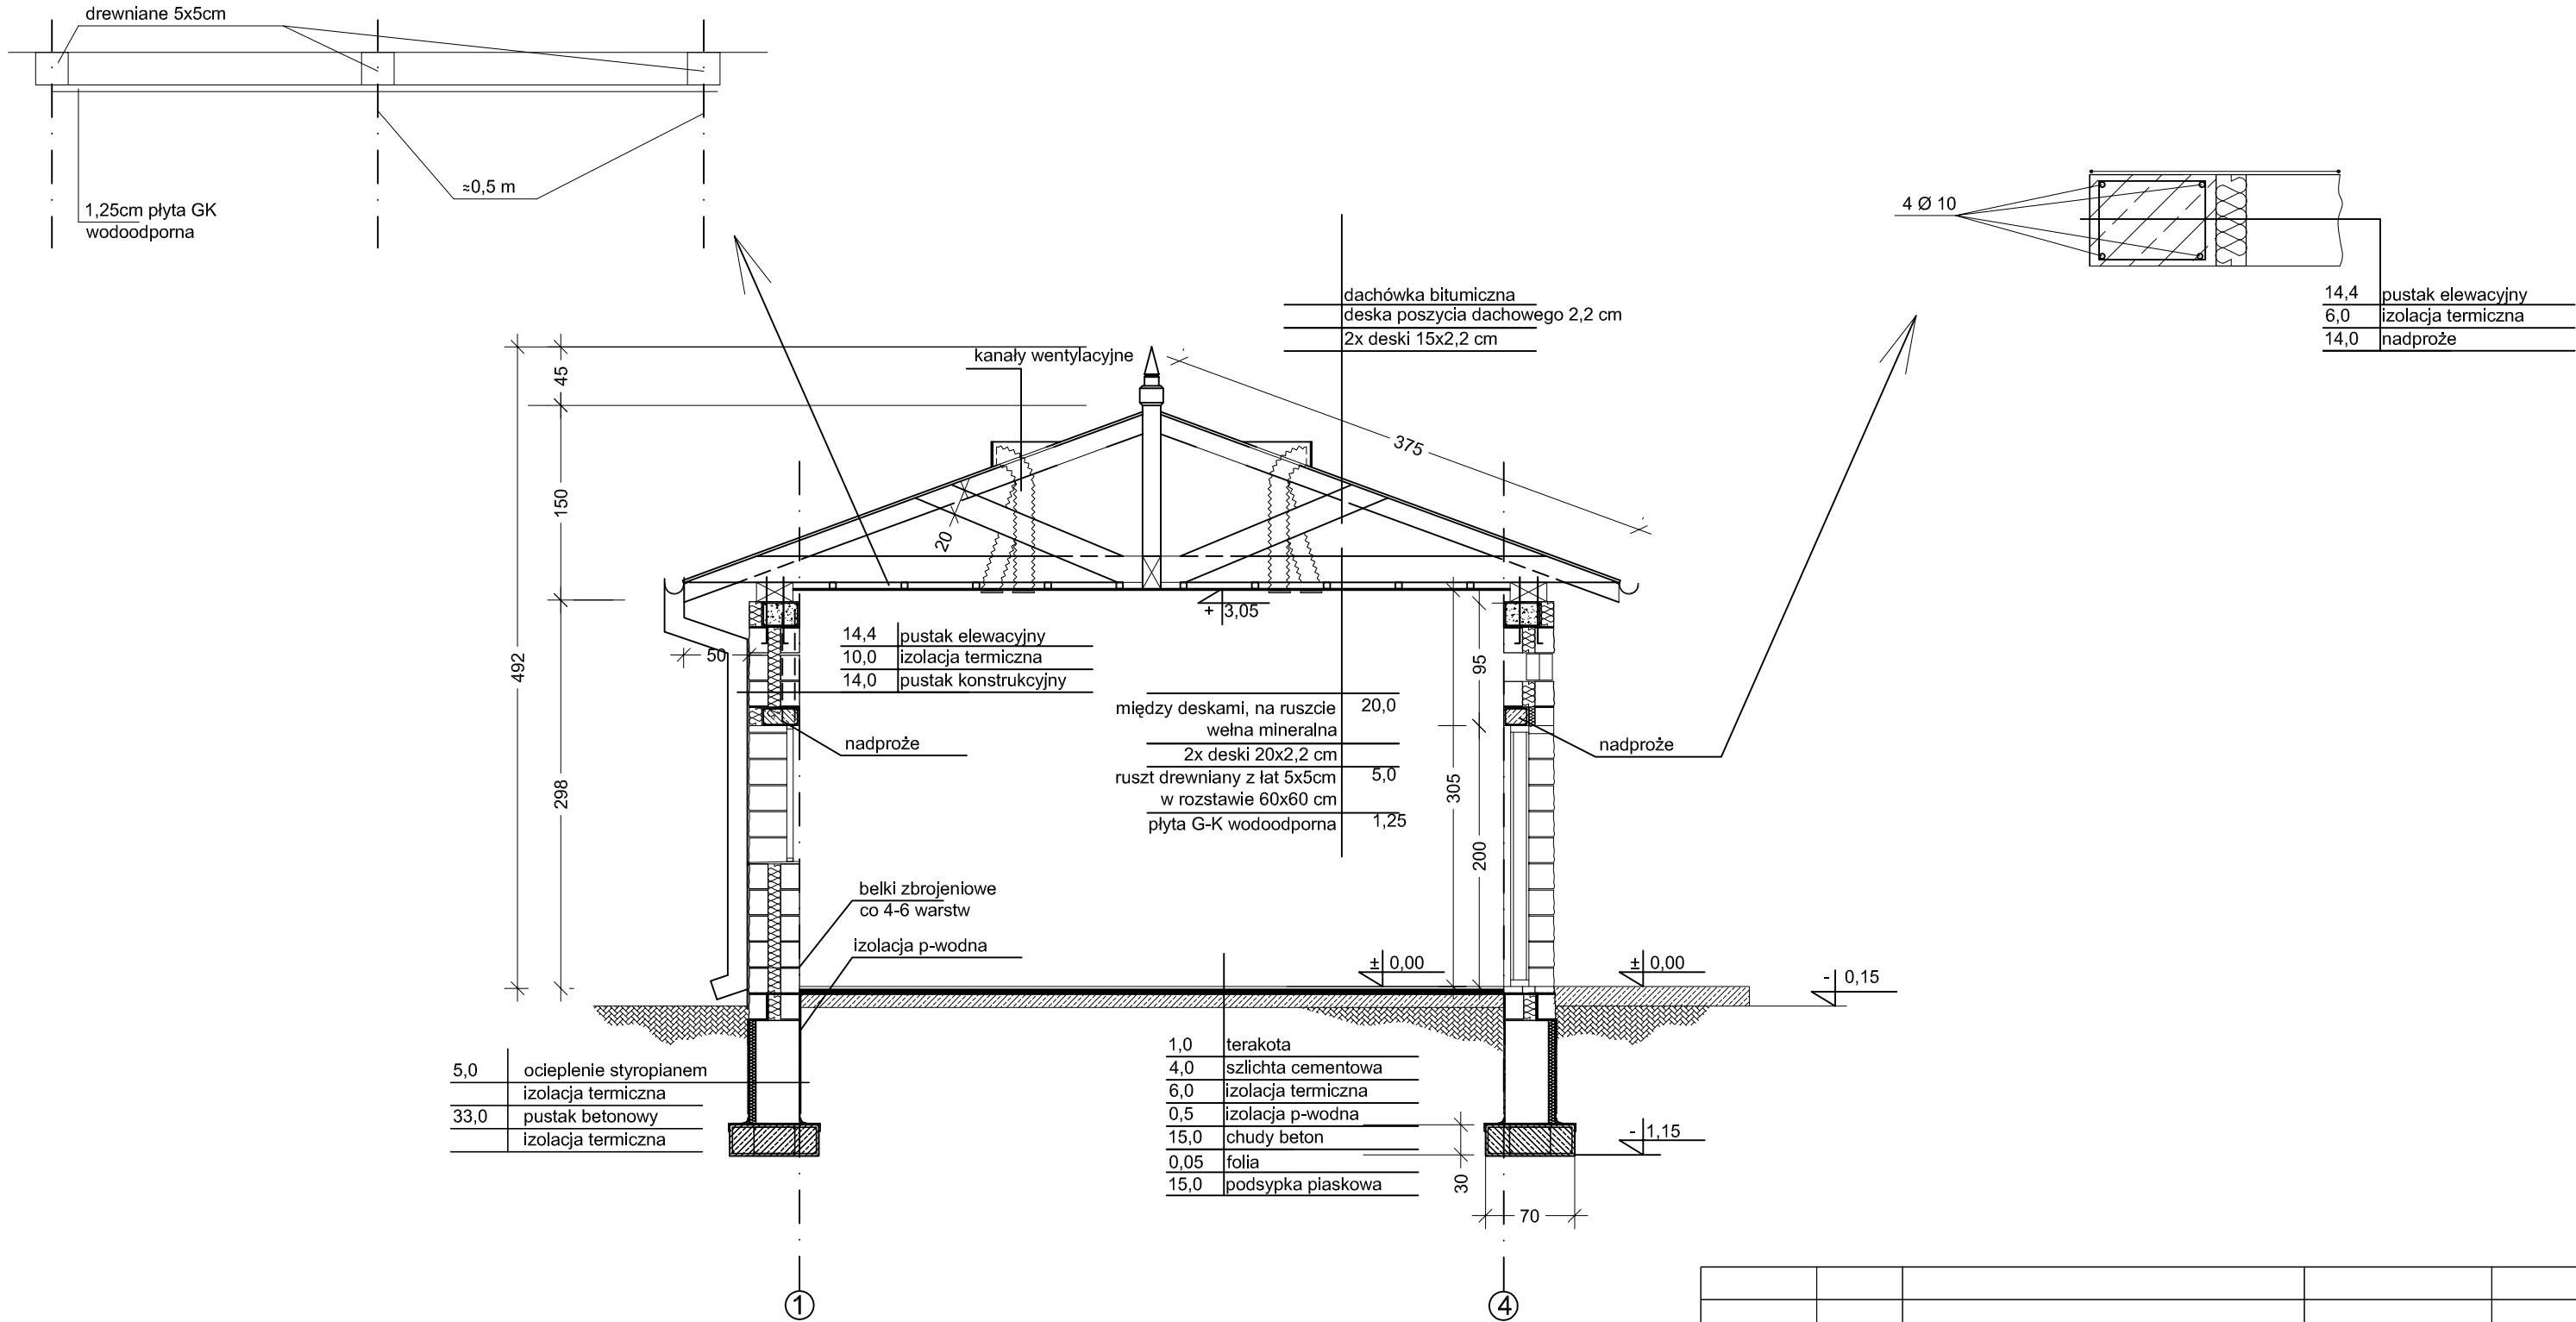 drewniane 5x5cm
≈0,5 m
1,25cm płyta GK
wodoodporna
4 Ø 10
14,4 pustak elewacyjny
6,0 izolacja termiczna
14,0 nadproże
dachówka bitumiczna
deska poszycia dachowego 2,2 cm
2x deski 15x2,2 cm
kanały wentylacyjne
45
150
492
298
375
20
50
+ 3,05
14,4 pustak elewacyjny
10,0 izolacja termiczna
14,0 pustak konstrukcyjny
nadproże
między deskami, na ruszcie 20,0
wełna mineralna
2x deski 20x2,2 cm
ruszt drewniany z łat 5x5cm 5,0
w rozstawie 60x60 cm
płyta G-K wodoodporna 1,25
95
305
200
nadproże
belki zbrojeniowe
co 4-6 warstw
izolacja p-wodna
± 0,00
± 0,00
- 0,15
5,0 ocieplenie styropianem
izolacja termiczna
33,0 pustak betonowy
izolacja termiczna
1,0 terakota
4,0 szlichta cementowa
6,0 izolacja termiczna
0,5 izolacja p-wodna
15,0 chudy beton
0,05 folia
15,0 podsypka piaskowa
- 1,15
30
70
1
4